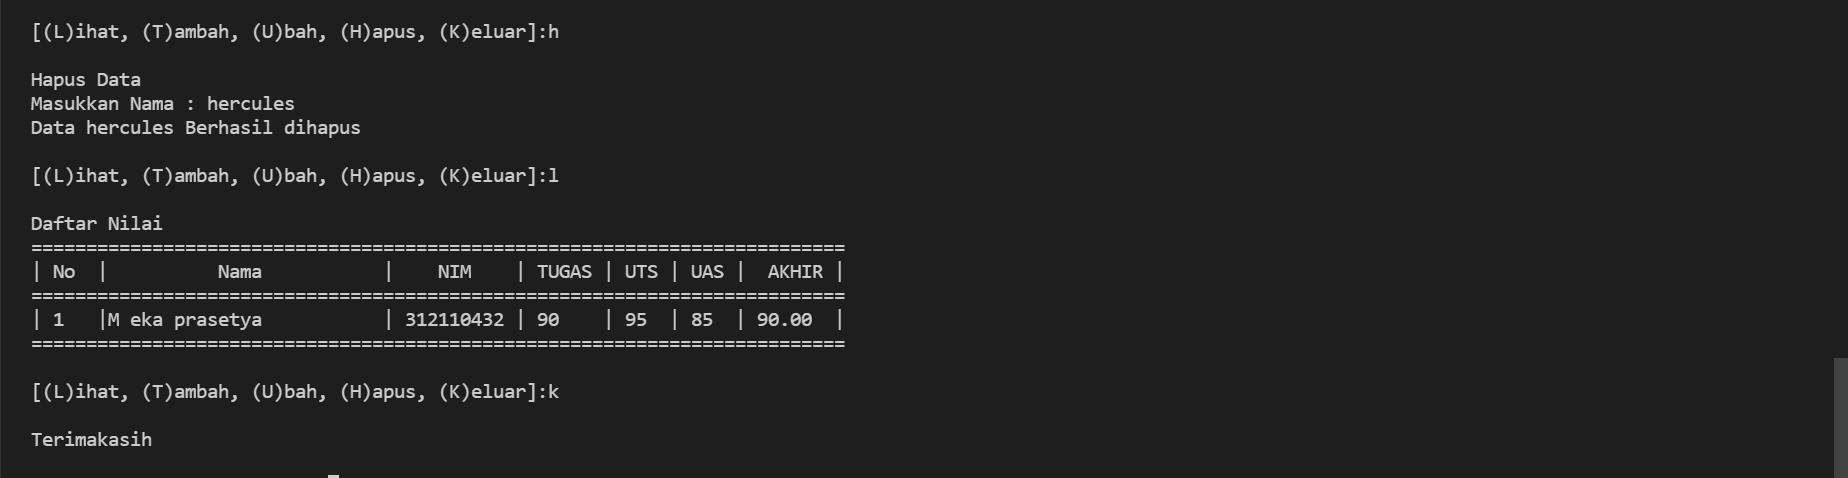 [(L)ihat, (T)ambah, (U)bah, (H)apus, (K)eluar]:h
Hapus Data
Masukkan Nama : hercules
Data hercules Berhasil dihapus
[(L)ihat, (T)ambah, (U)bah, (H)apus, (K)eluar]:l
Daftar Nilai
==========================================================================
| No  |          Nama           |    NIM    | TUGAS | UTS | UAS |  AKHIR |
==========================================================================
| 1   |M eka prasetya           | 312110432 | 90    | 95  | 85  | 90.00  |
==========================================================================
[(L)ihat, (T)ambah, (U)bah, (H)apus, (K)eluar]:k
Terimakasih